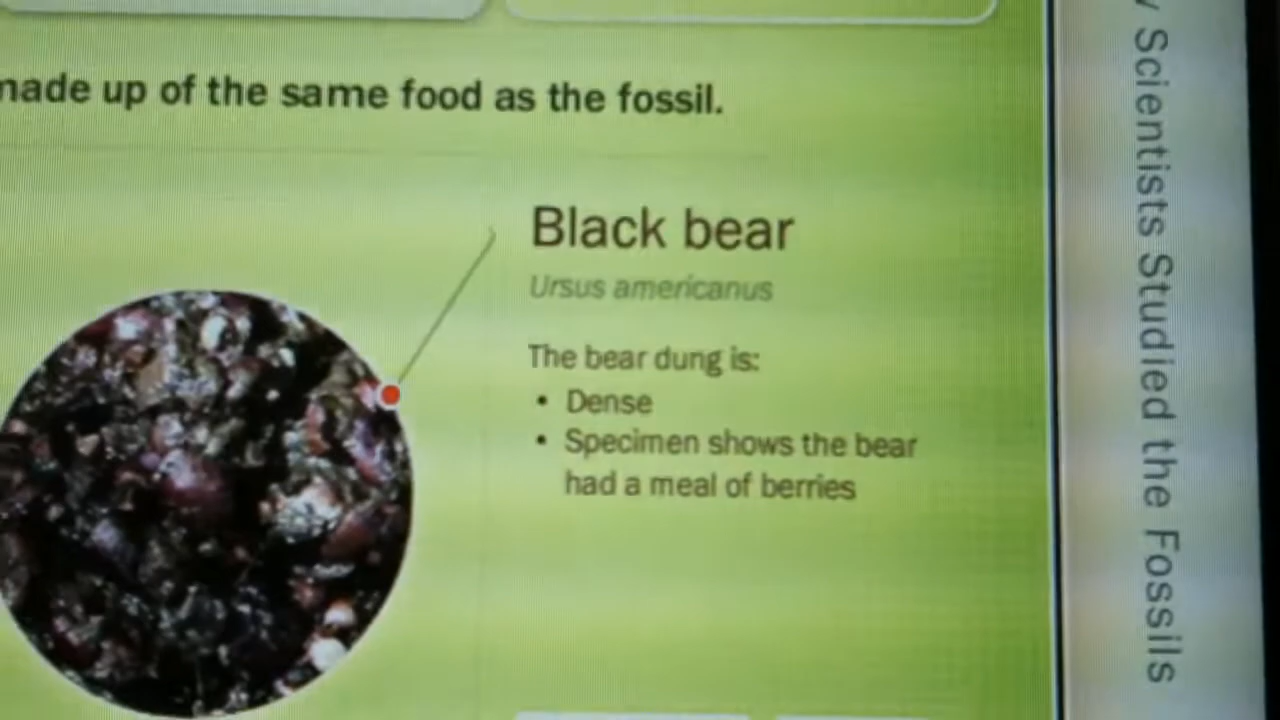 made up of the same food as the fossil.
Black bear
Ursus americanus
The bear dung is:
• Dense
• Specimen shows the bear
had a meal of berries
Scientists Studied the Fossils